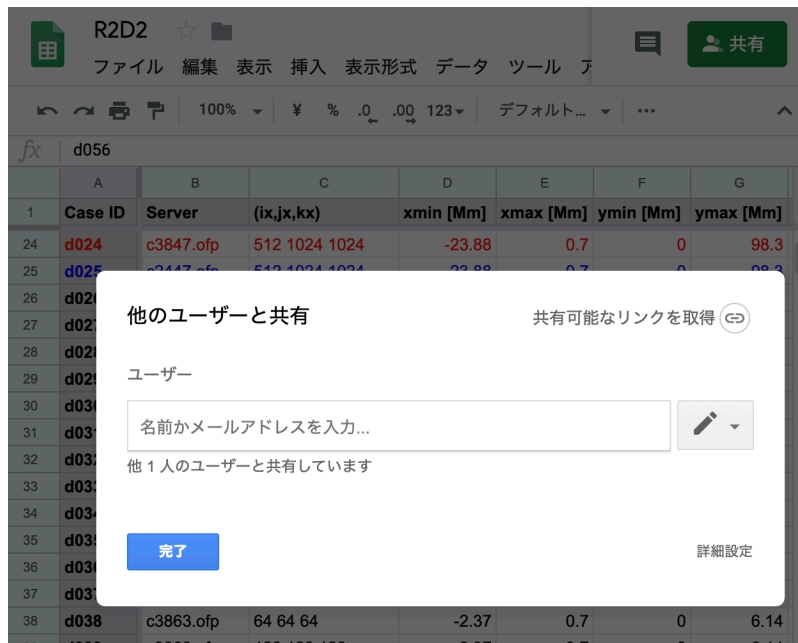 R2D2
ファイル 編集 表示 挿入 表示形式 データ ツール
共有
100% ¥ % .0 .00 123 デフォルト... ...
fx d056
A B C D E F G
1 Case ID Server (ix,jx,kx) xmin [Mm] xmax [Mm] ymin [Mm] ymax [Mm]
24 d024 c3847.ofp 512 1024 1024 -23.88 0.7 0 98.3
25 d025
26
27
28
29
30
31
32
33
34
35
36
37
他のユーザーと共有
共有可能なリンクを取得
ユーザー
名前かメールアドレスを入力...
他 1 人のユーザーと共有しています
完了
詳細設定
38 d038 c3863.ofp 64 64 64 -2.37 0.7 0 6.14